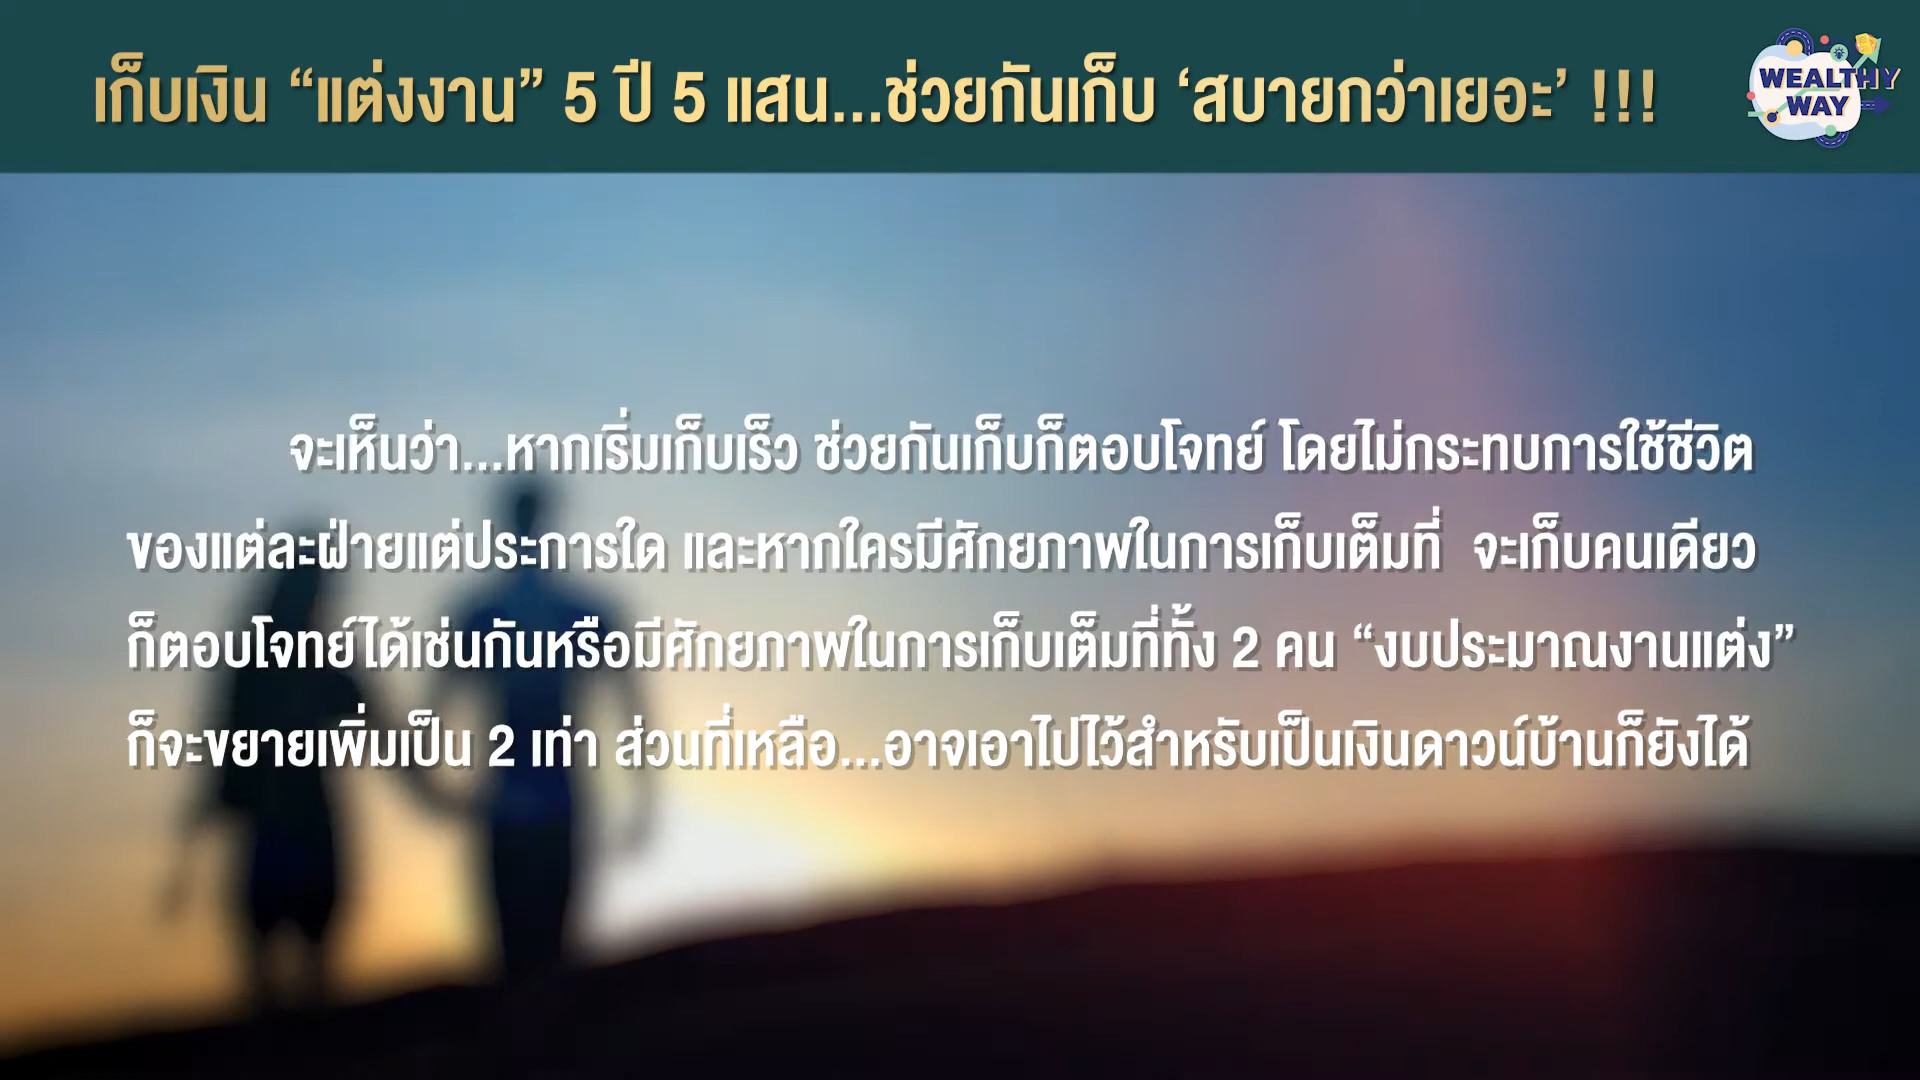 เก็บเงิน “แต่งงาน” 5 ปี 5 แสน...ช่วยกันเก็บ ‘สบายกว่าเยอะ’ !!!
WEALTHY
WAY
จะเห็นว่า...หากเริ่มเก็บเร็ว ช่วยกันเก็บก็ตอบโจทย์ โดยไม่กระทบการใช้ชีวิต
ของแต่ละฝ่ายแต่ประการใด และหากใครมีศักยภาพในการเก็บเต็มที่ จะเก็บคนเดียว
ก็ตอบโจทย์ได้เช่นกันหรือมีศักยภาพในการเก็บเต็มที่ทั้ง 2 คน “งบประมาณงานแต่ง”
ก็จะขยายเพิ่มเป็น 2 เท่า ส่วนที่เหลือ...อาจเอาไปไว้สำหรับเป็นเงินดาวน์บ้านก็ยังได้